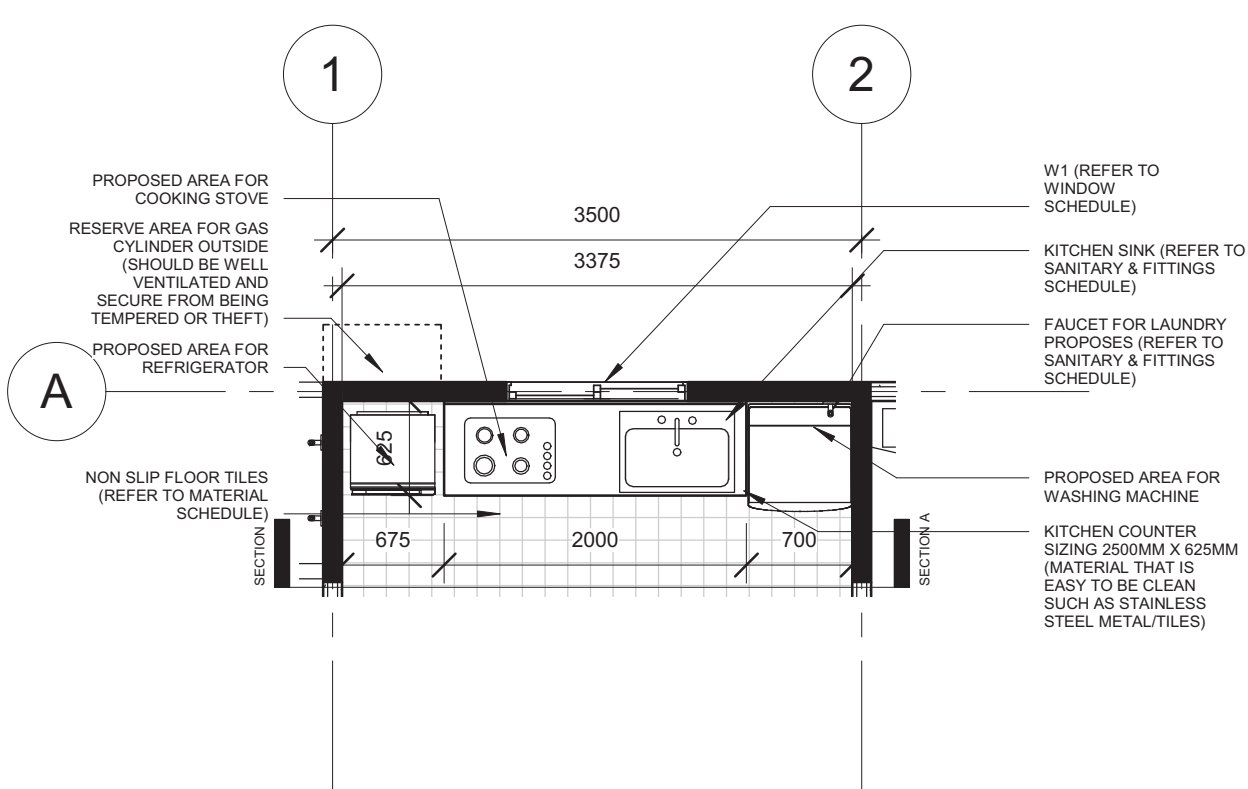 1
2
PROPOSED AREA FOR
COOKING STOVE
RESERVE AREA FOR GAS
CYLINDER OUTSIDE
(SHOULD BE WELL
VENTILATED AND
SECURE FROM BEING
TEMPERED OR THEFT)
PROPOSED AREA FOR
REFRIGERATOR
A
NON SLIP FLOOR TILES
(REFER TO MATERIAL
SCHEDULE)
SECTION
3500
3375
625
675
2000
700
W1 (REFER TO
WINDOW
SCHEDULE)
KITCHEN SINK (REFER TO
SANITARY & FITTINGS
SCHEDULE)
FAUCET FOR LAUNDRY
PROPOSES (REFER TO
SANITARY & FITTINGS
SCHEDULE)
PROPOSED AREA FOR
WASHING MACHINE
SECTION A
KITCHEN COUNTER
SIZING 2500MM X 625MM
(MATERIAL THAT IS
EASY TO BE CLEAN
SUCH AS STAINLESS
STEEL METAL/TILES)